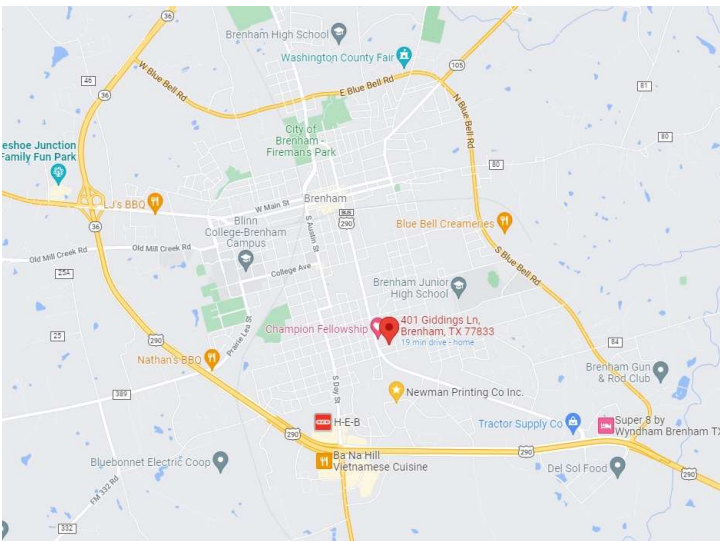 36
Brenham High School
Washington County Fair
46
W Blue Bell Rd
105
36
E Blue Bell Rd
81
N Blue Bell Rd
eshoe Junction
Family Fun Park
City of
Brenham -
Fireman's Park
80
80
LJ's BBQ
W Main St
Brenham
Blinn
College-Brenham
Campus
290
S Austin St
Blue Bell Creameries
36
Old Mill Creek Rd
Old Mill Creek Rd
S Blue Bell Rd
25A
College Ave
Brenham Junior
High School
Champion Fellowship
401 Giddings Ln,
Brenham, TX 77833
19 min drive - home
25
290
Prairie Lea St
84
Nathan's BBQ
Brenham Gun
& Rod Club
389
S Day St
Newman Printing Co Inc.
H-E-B
Tractor Supply Co
Super 8 by
Wyndham Brenham TX
290
290
Bluebonnet Electric Coop
Ba Na Hill
Vietnamese Cuisine
Del Sol Food
290
FM 332 Rd
332